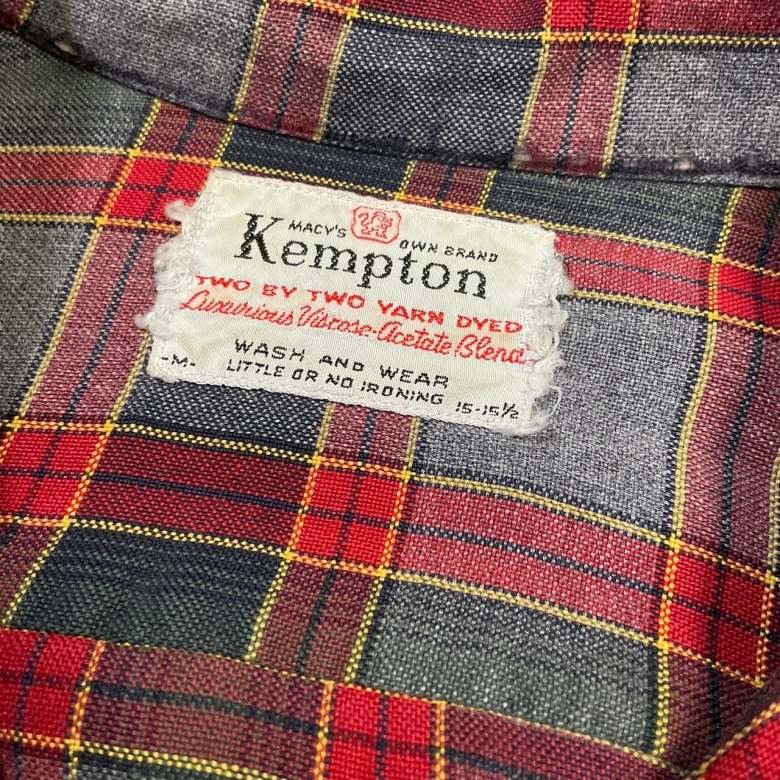 MACY'S OWN BRAND
Kempton
TWO BY TWO YARN DYED
Luxurious Viscose-Acetate Blend
WASH AND WEAR
-M- LITTLE OR NO IRONING 15-15½